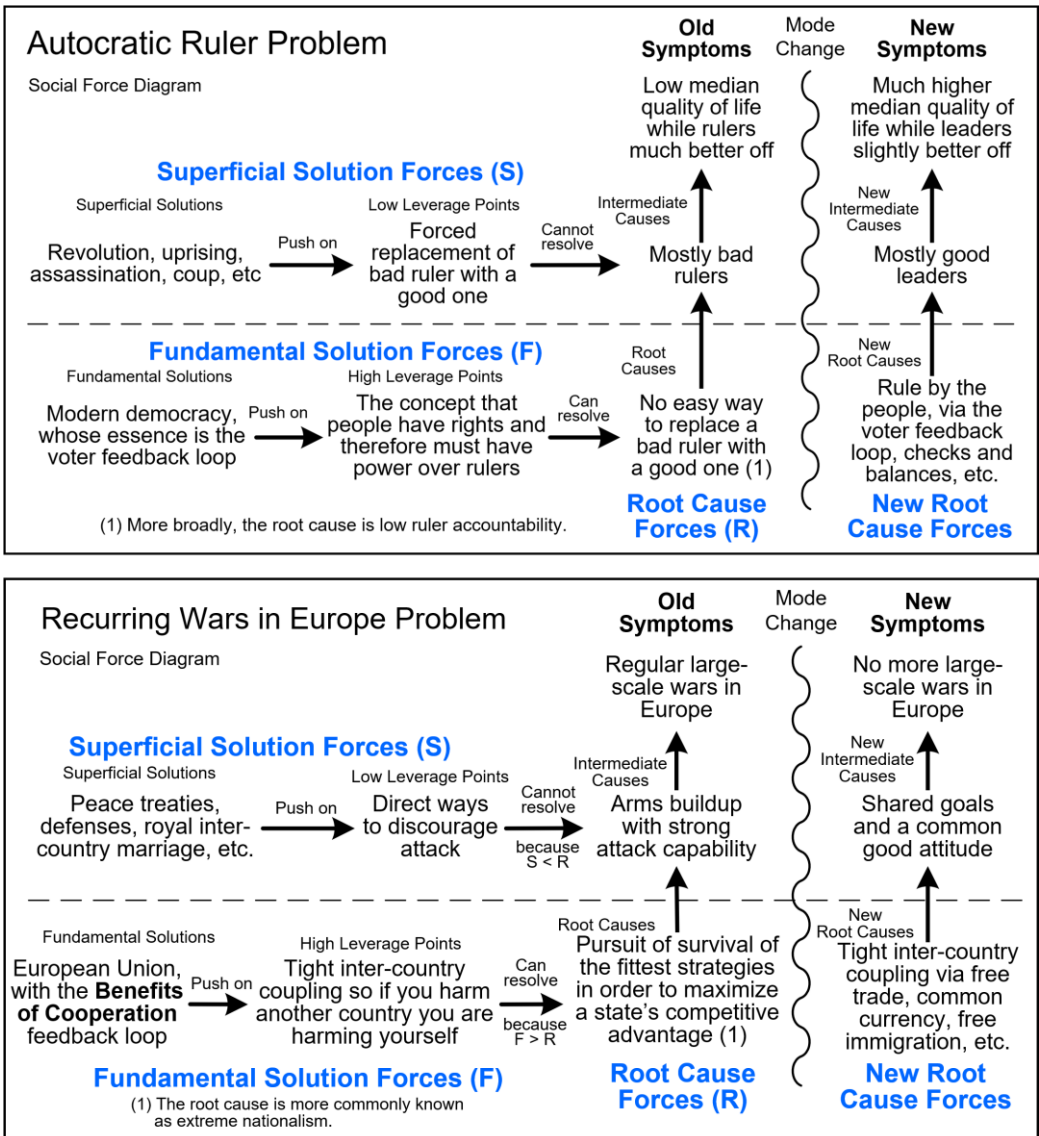 Autocratic Ruler Problem
Social Force Diagram
Old
Symptoms
Mode
Change
New
Symptoms
Low median
quality of life
while rulers
much better off
Much higher
median quality of
life while leaders
slightly better off
Superficial Solution Forces (S)
Superficial Solutions
Revolution, uprising,
assassination, coup, etc
Push on
Low Leverage Points
Forced
replacement of
bad ruler with a
good one
Cannot
resolve
Intermediate
Causes
Mostly bad
rulers
New
Intermediate
Causes
Mostly good
leaders
Fundamental Solution Forces (F)
Fundamental Solutions
Modern democracy,
whose essence is the
voter feedback loop
Push on
High Leverage Points
The concept that
people have rights and
therefore must have
power over rulers
Can
resolve
Root
Causes
No easy way
to replace a
bad ruler with
a good one (1)
Root Cause
Forces (R)
New
Root Causes
Rule by the
people, via the
voter feedback
loop, checks and
balances, etc.
New Root
Cause Forces
(1) More broadly, the root cause is low ruler accountability.
Recurring Wars in Europe Problem
Social Force Diagram
Old
Symptoms
Mode
Change
New
Symptoms
Regular large-
scale wars in
Europe
No more large-
scale wars in
Europe
Superficial Solution Forces (S)
Superficial Solutions
Peace treaties,
defenses, royal inter-
country marriage, etc.
Push on
Low Leverage Points
Direct ways
to discourage
attack
Cannot
resolve
because
S < R
Intermediate
Causes
Arms buildup
with strong
attack capability
New
Intermediate
Causes
Shared goals
and a common
good attitude
Fundamental Solutions
European Union,
with the Benefits
of Cooperation
feedback loop
Push on
High Leverage Points
Tight inter-country
coupling so if you harm
another country you are
harming yourself
Can
resolve
because
F > R
Root Causes
Pursuit of survival of
the fittest strategies
in order to maximize
a state's competitive
advantage (1)
New
Root Causes
Tight inter-country
coupling via free
trade, common
currency, free
immigration, etc.
Fundamental Solution Forces (F)
Root Cause
Forces (R)
New Root
Cause Forces
(1) The root cause is more commonly known
as extreme nationalism.